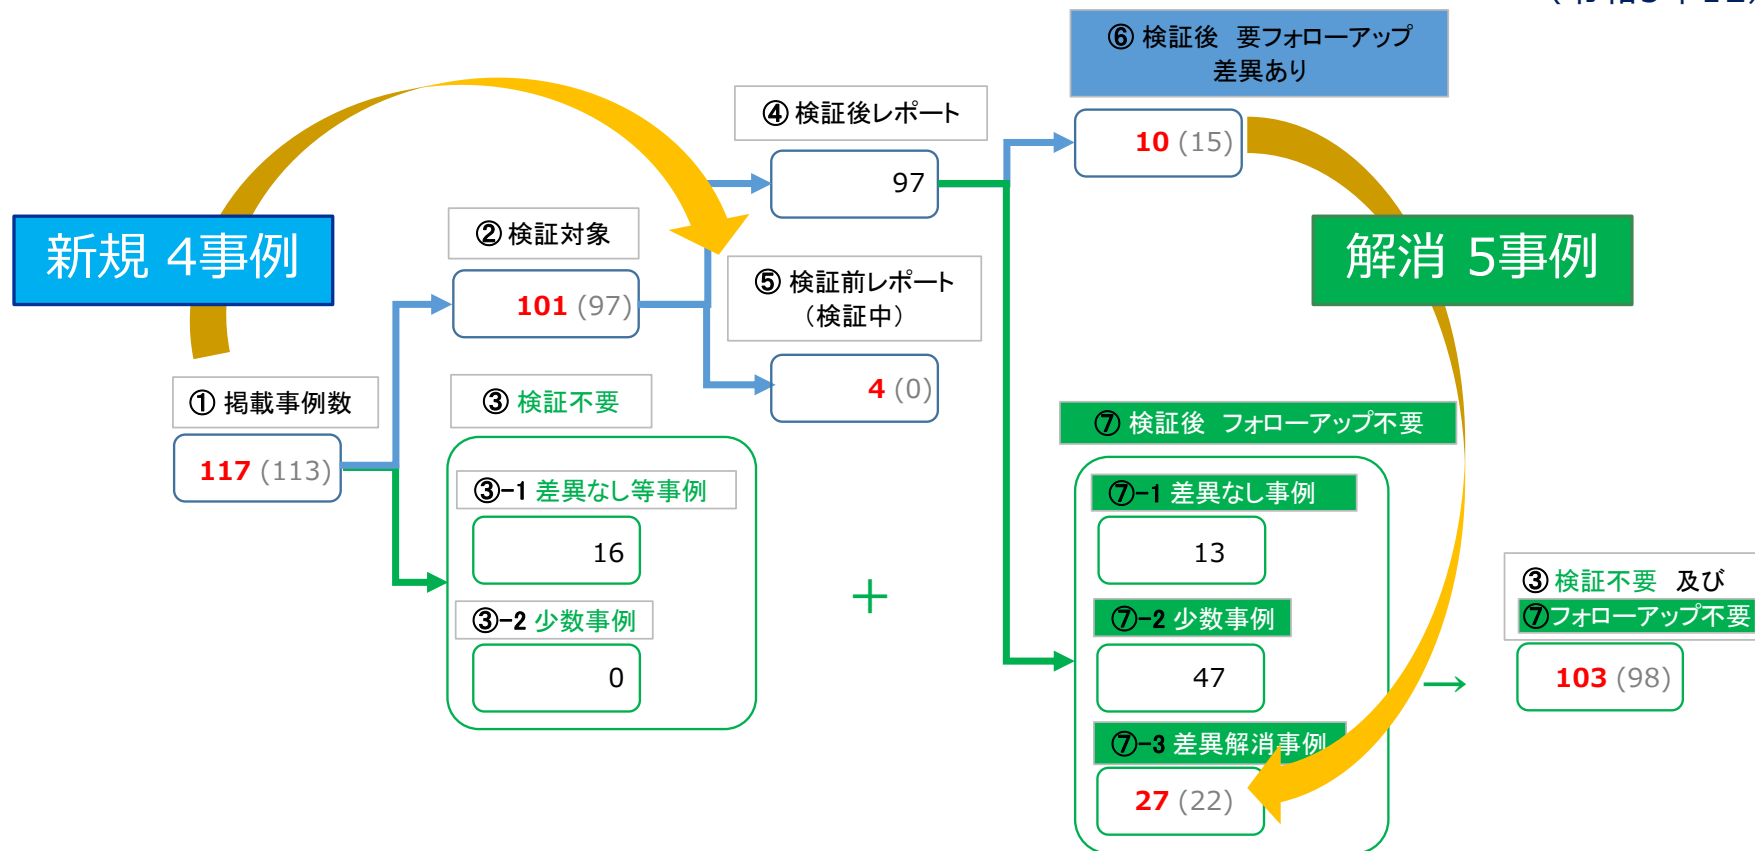 ⑥ 検証後　要フォローアップ
差異あり
④ 検証後レポート
10 (15)
97
新規 4事例
② 検証対象
解消 5事例
101 (97)
⑤ 検証前レポート
（検証中）
4 (0)
① 掲載事例数
117 (113)
③ 検証不要
⑦ 検証後　フォローアップ不要
③-1 差異なし等事例
16
③-2 少数事例
0
＋
⑦-1 差異なし事例
13
⑦-2 少数事例
47
⑦-3 差異解消事例
27 (22)
→
③ 検証不要　及び
⑦フォローアップ不要
103 (98)